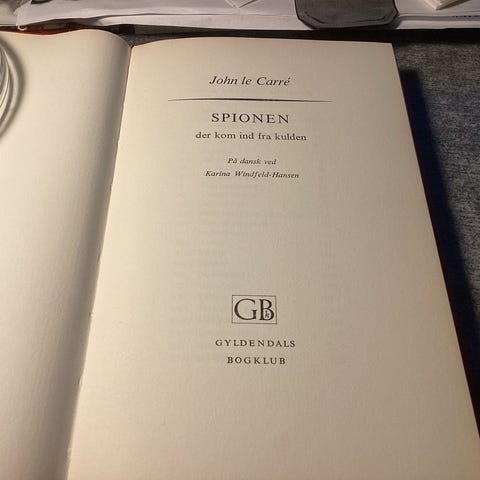 John le Carré
SPIONEN
der kom ind fra kulden
På dansk ved
Karina Windfeld-Hansen
GB
GYLDENDALS
BOGKLUB